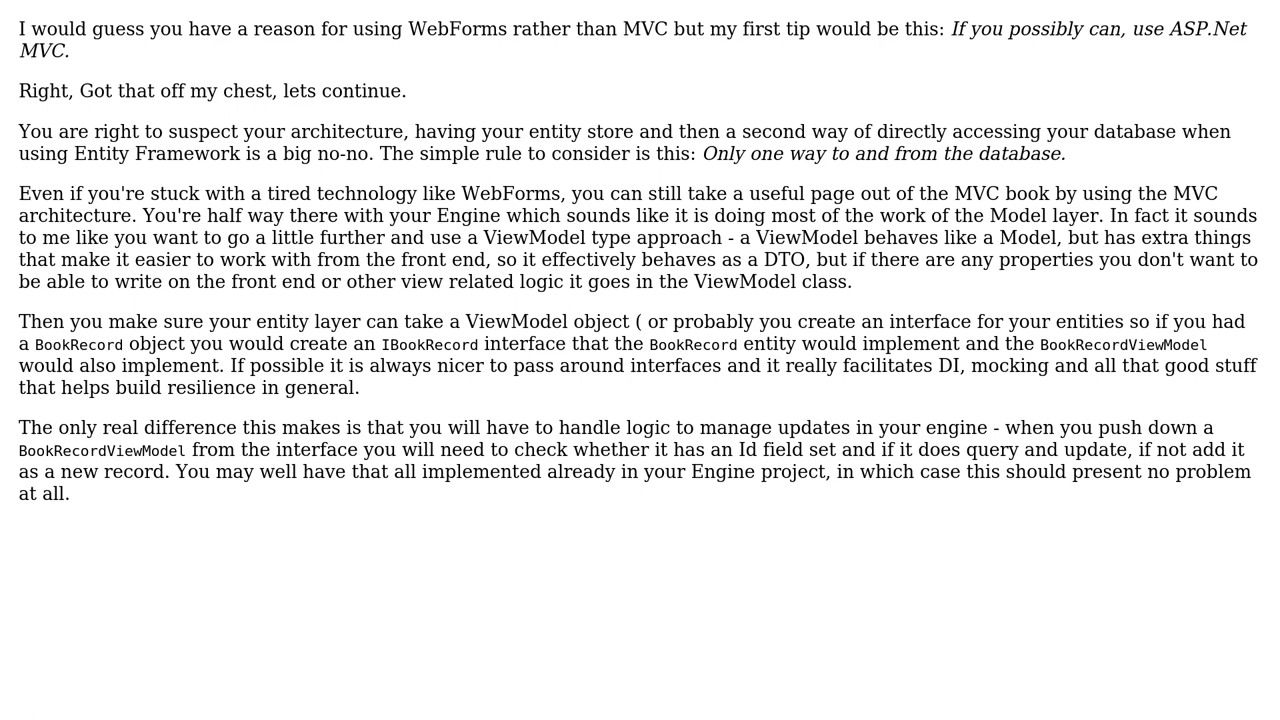 I would guess you have a reason for using WebForms rather than MVC but my first tip would be this: If you possibly can, use ASP.Net
MVC.
Right, Got that off my chest, lets continue.
You are right to suspect your architecture, having your entity store and then a second way of directly accessing your database when
using Entity Framework is a big no-no. The simple rule to consider is this: Only one way to and from the database.
Even if you're stuck with a tired technology like WebForms, you can still take a useful page out of the MVC book by using the MVC
architecture. You're half way there with your Engine which sounds like it is doing most of the work of the Model layer. In fact it sounds
to me like you want to go a little further and use a ViewModel type approach - a ViewModel behaves like a Model, but has extra things
that make it easier to work with from the front end, so it effectively behaves as a DTO, but if there are any properties you don't want to
be able to write on the front end or other view related logic it goes in the ViewModel class.
Then you make sure your entity layer can take a ViewModel object ( or probably you create an interface for your entities so if you had
a BookRecord object you would create an IBookRecord interface that the BookRecord entity would implement and the BookRecordViewModel
would also implement. If possible it is always nicer to pass around interfaces and it really facilitates DI, mocking and all that good stuff
that helps build resilience in general.
The only real difference this makes is that you will have to handle logic to manage updates in your engine - when you push down a
BookRecordViewModel from the interface you will need to check whether it has an Id field set and if it does query and update, if not add it
as a new record. You may well have that all implemented already in your Engine project, in which case this should present no problem
at all.